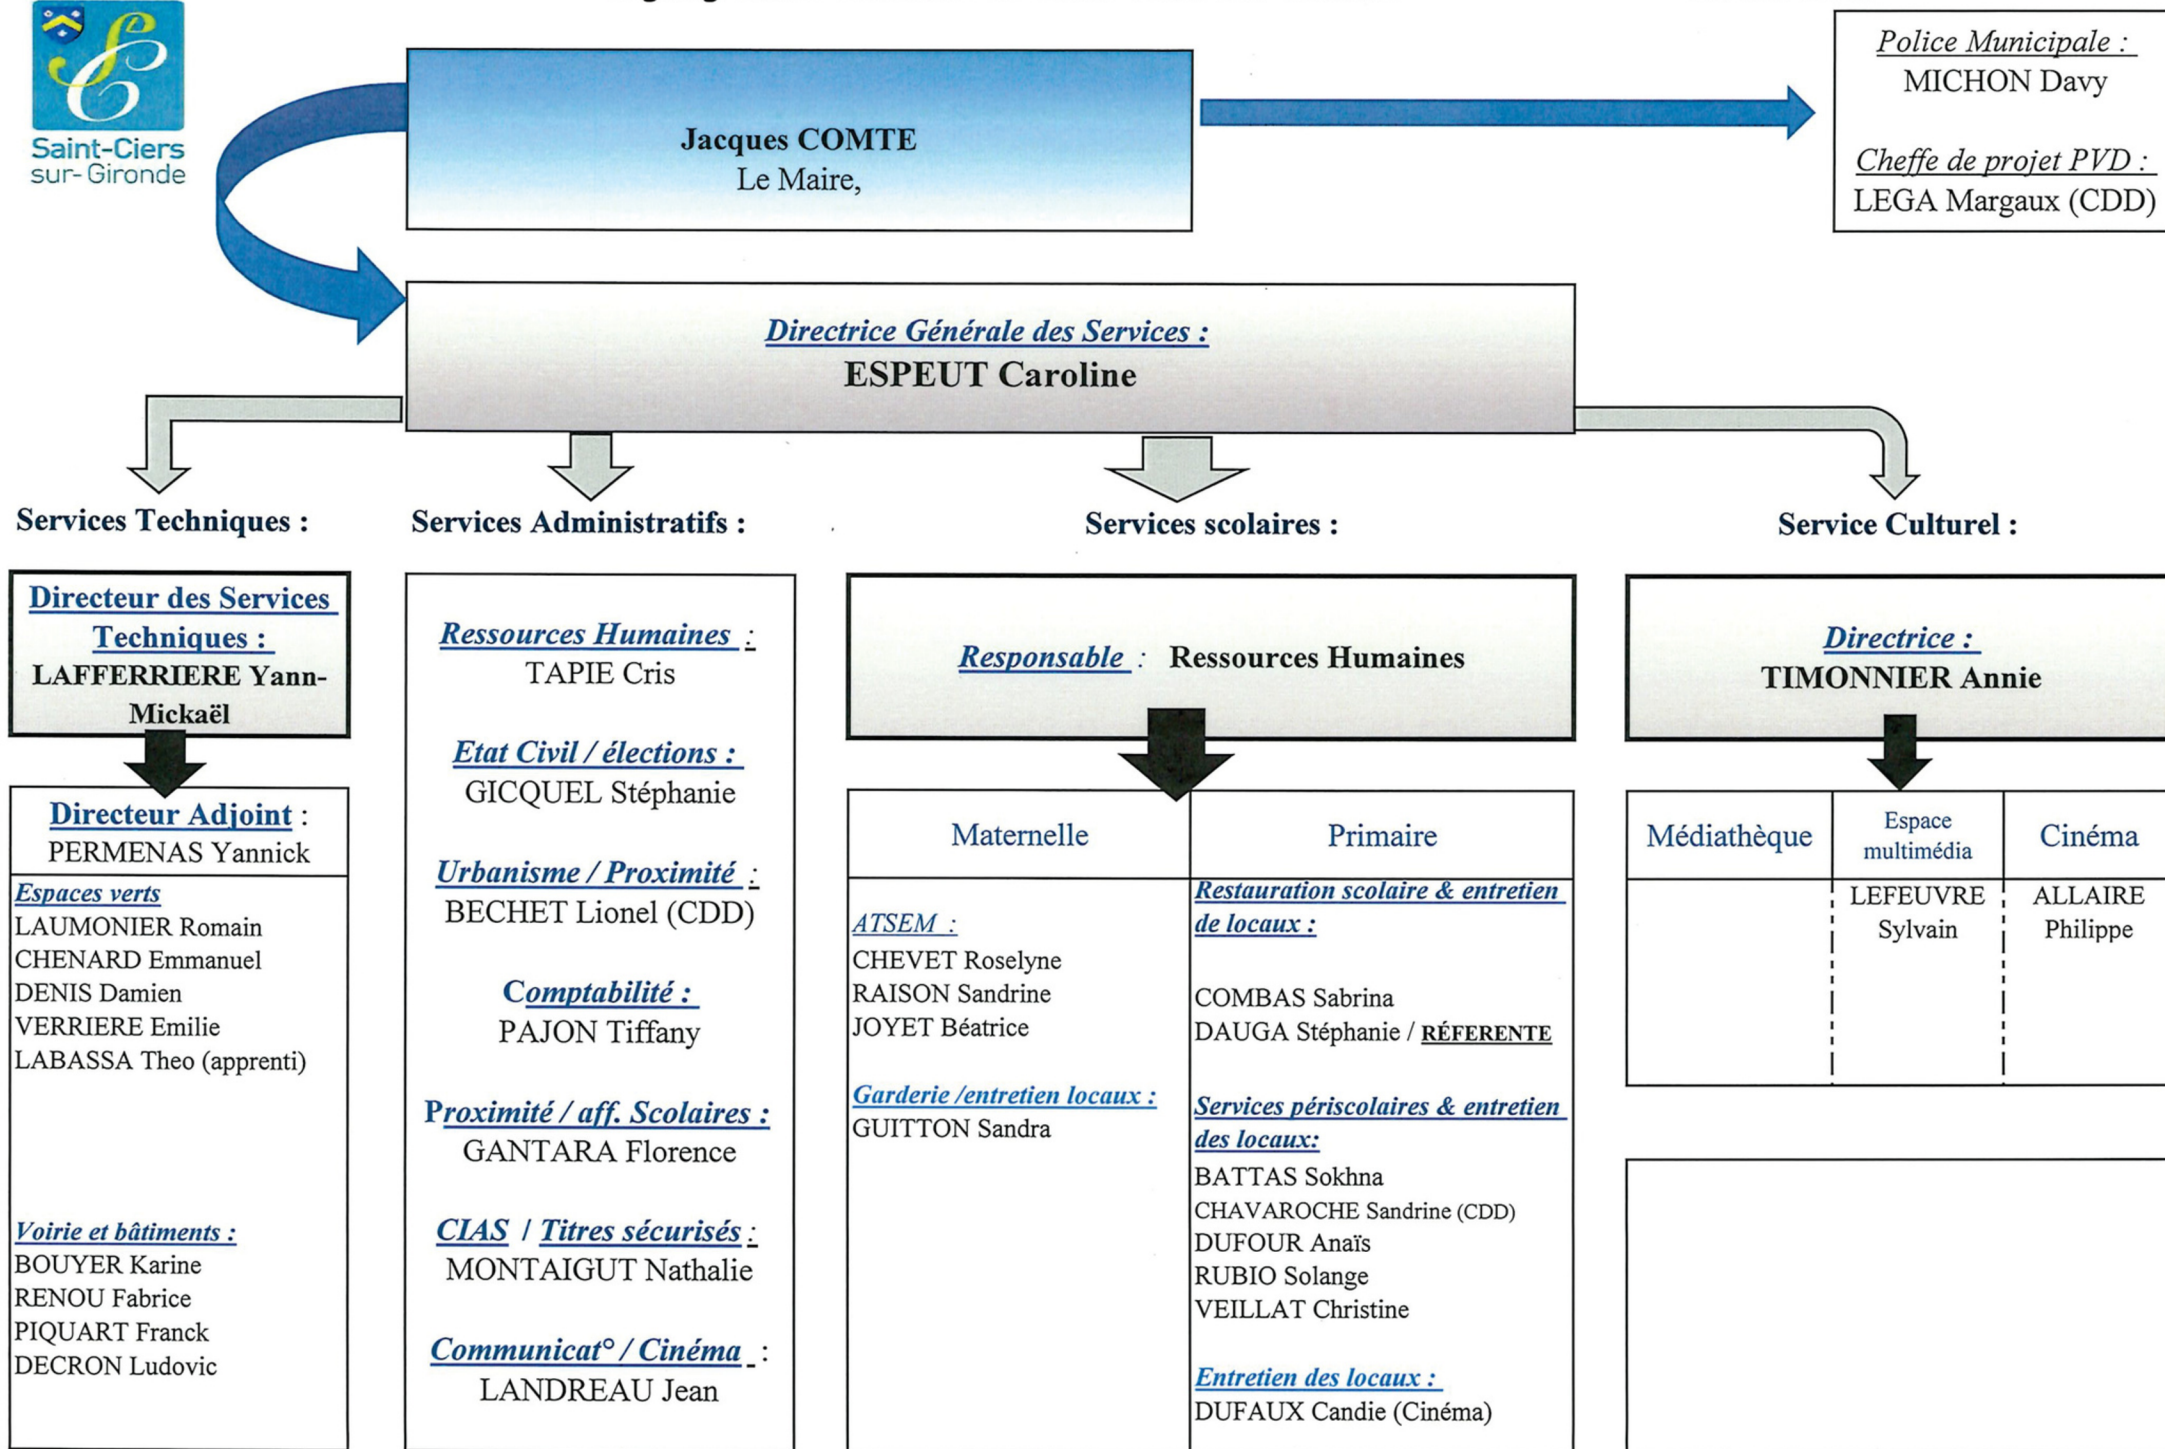 Saint-Ciers
sur-Gironde
Jacques COMTE
Le Maire,
Police Municipale :
MICHON Davy
Cheffe de projet PVD :
LEGA Margaux (CDD)
Directrice Générale des Services :
ESPEUT Caroline
Services Techniques :
Directeur des Services
Techniques :
LAFFERRIERE Yann-
Mickaël
Directeur Adjoint :
PERMENAS Yannick
Espaces verts
LAUMONIER Romain
CHENARD Emmanuel
DENIS Damien
VERRIERE Emilie
LABASSA Theo (apprenti)
Voirie et bâtiments :
BOUYER Karine
RENOU Fabrice
PIQUART Franck
DECRON Ludovic
Services Administratifs :
Ressources Humaines :
TAPIE Cris
Etat Civil / élections :
GICQUEL Stéphanie
Urbanisme / Proximité :
BECHET Lionel (CDD)
Comptabilité :
PAJON Tiffany
Proximité / aff. Scolaires :
GANTARA Florence
CIAS / Titres sécurisés :
MONTAIGUT Nathalie
Communicat° / Cinéma :
LANDREAU Jean
Services scolaires :
Responsable : Ressources Humaines
Maternelle
ATSEM :
CHEVET Roselyne
RAISON Sandrine
JOYET Béatrice
Garderie /entretien locaux :
GUITTON Sandra
Primaire
Restauration scolaire & entretien
de locaux :
COMBAS Sabrina
DAUGA Stéphanie / RÉFERENTE
Services périscolaires & entretien
des locaux:
BATTAS Sokhna
CHAVAROCHE Sandrine (CDD)
DUFOUR Anaïs
RUBIO Solange
VEILLAT Christine
Entretien des locaux :
DUFAUX Candie (Cinéma)
Service Culturel :
Directrice :
TIMONNIER Annie
Médiathèque
Espace
multimédia
LEFEUVRE
Sylvain
Cinéma
ALLAIRE
Philippe